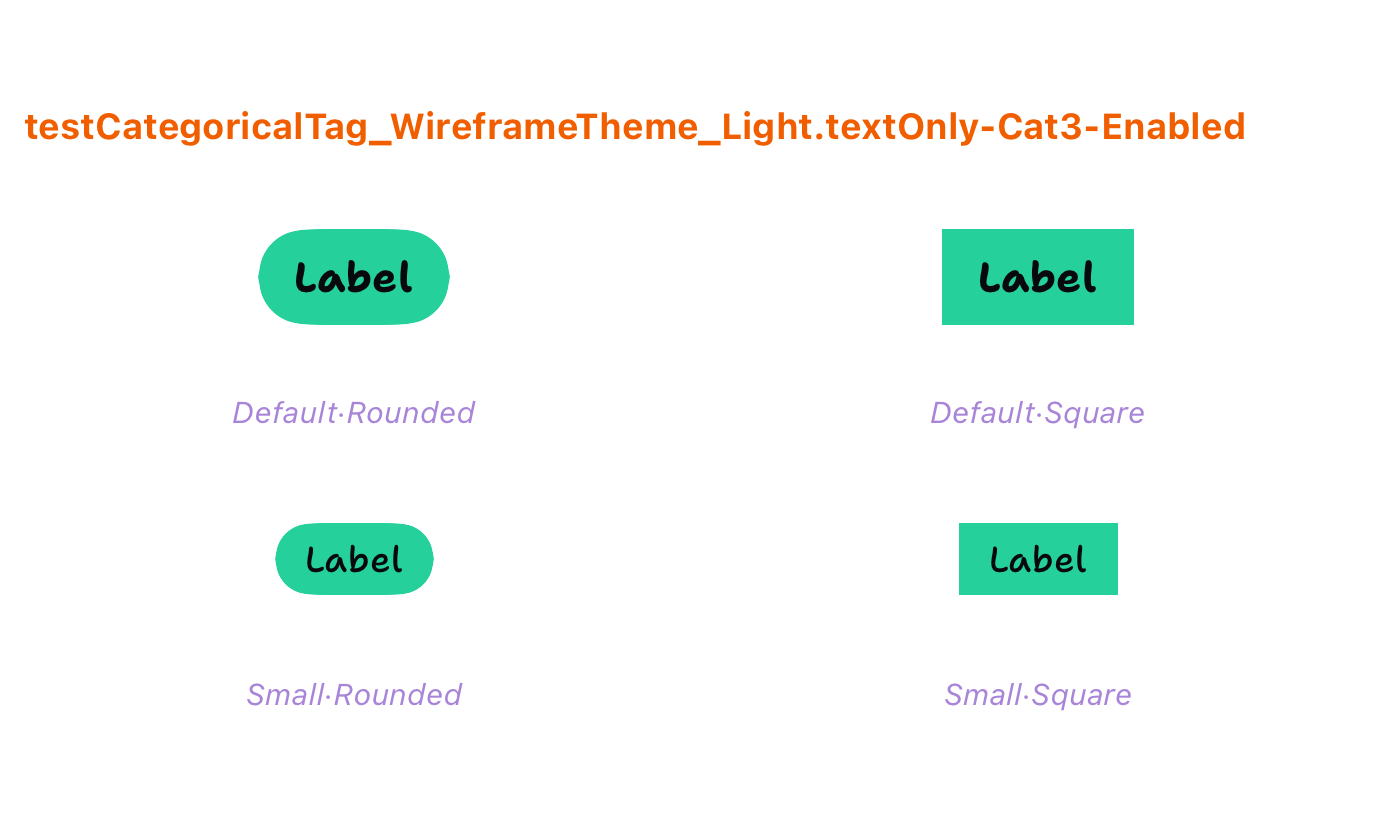 testCategoricalTag_WireframeTheme_Light.textOnly-Cat3-Enabled
Label
Label
Default·Rounded
Default·Square
Label
Label
Small·Rounded
Small·Square